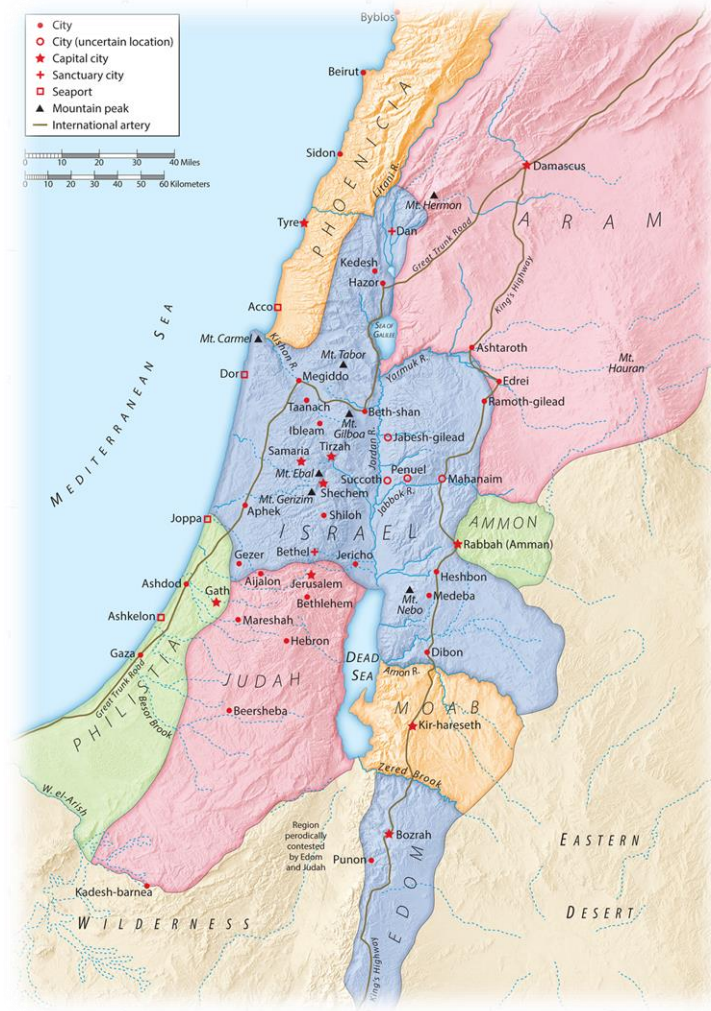 City
City (uncertain location)
Capital city
Sanctuary city
Seaport
Mountain peak
International artery
0 10 20 30 40 Miles
0 10 20 30 40 50 60 Kilometers
Byblos
Beirut
PHOENICIA
Sidon
Litani R.
Damascus
Mt. Hermon
ARAM
Tyre
Dan
Great Trunk Road
Kedesh
Hazor
King's Highway
Acco
SEA OF
GALILEE
Mt. Carmel
Kishon R.
Mt. Tabor
Ashtaroth
Mt.
Hauran
Yarmuk R.
Dor
Megiddo
Edrei
Taanach
Ramoth-gilead
Beth-shan
Mt.
Gilboa
Ibleam
Jordan R.
Jabesh-gilead
MEDITERRANEAN SEA
Samaria
Tirzah
Mt. Ebal
Penuel
Succoth
Mahanaim
Shechem
Mt. Gerizim
Jabbok R.
Aphek
Shiloh
Joppa
ISRAEL
AMMON
Rabbah (Amman)
Gezer
Bethel
Jericho
Aijalon
Jerusalem
Heshbon
Ashdod
Gath
Bethlehem
Mt.
Nebo
Medeba
Ashkelon
Mareshah
Hebron
Gaza
DEAD
SEA
Dibon
Great Trunk Road
Arnon R.
PHILISTIA
JUDAH
Besor Brook
Beersheba
MOAB
Kir-hareseth
Zered Brook
W. el-Arish
Region
periodically
contested
by Edom
and Judah
Bozrah
Punon
EASTERN
DESERT
Kadesh-barnea
WILDERNESS
EDOM
King's Highway